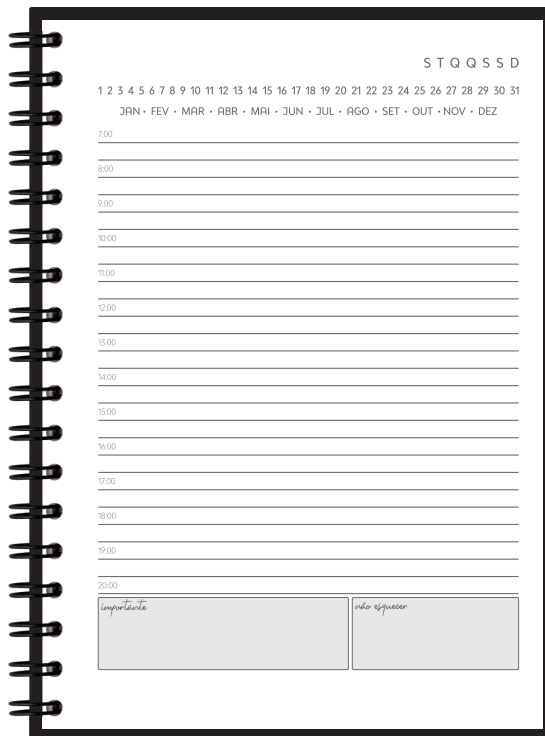 S T Q Q S S D
1 2 3 4 5 6 7 8 9 10 11 12 13 14 15 16 17 18 19 20 21 22 23 24 25 26 27 28 29 30 31
JAN • FEV • MAR • ABR • MAI • JUN • JUL • AGO • SET • OUT • NOV • DEZ
7:00
8:00
9:00
10:00
11:00
12:00
13:00
14:00
15:00
16:00
17:00
18:00
19:00
20:00
importante
não esquecer